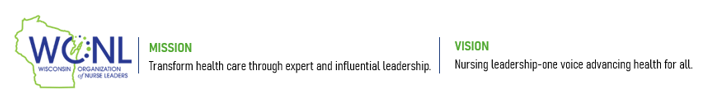 WONL
WISCONSIN ORGANIZATION
of NURSE LEADERS
MISSION
Transform health care through expert and influential leadership.
VISION
Nursing leadership-one voice advancing health for all.